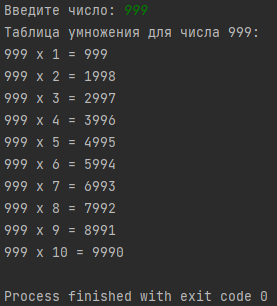 Введите число: 999
Таблица умножения для числа 999:
999 x 1 = 999
999 x 2 = 1998
999 x 3 = 2997
999 x 4 = 3996
999 x 5 = 4995
999 x 6 = 5994
999 x 7 = 6993
999 x 8 = 7992
999 x 9 = 8991
999 x 10 = 9990
Process finished with exit code 0